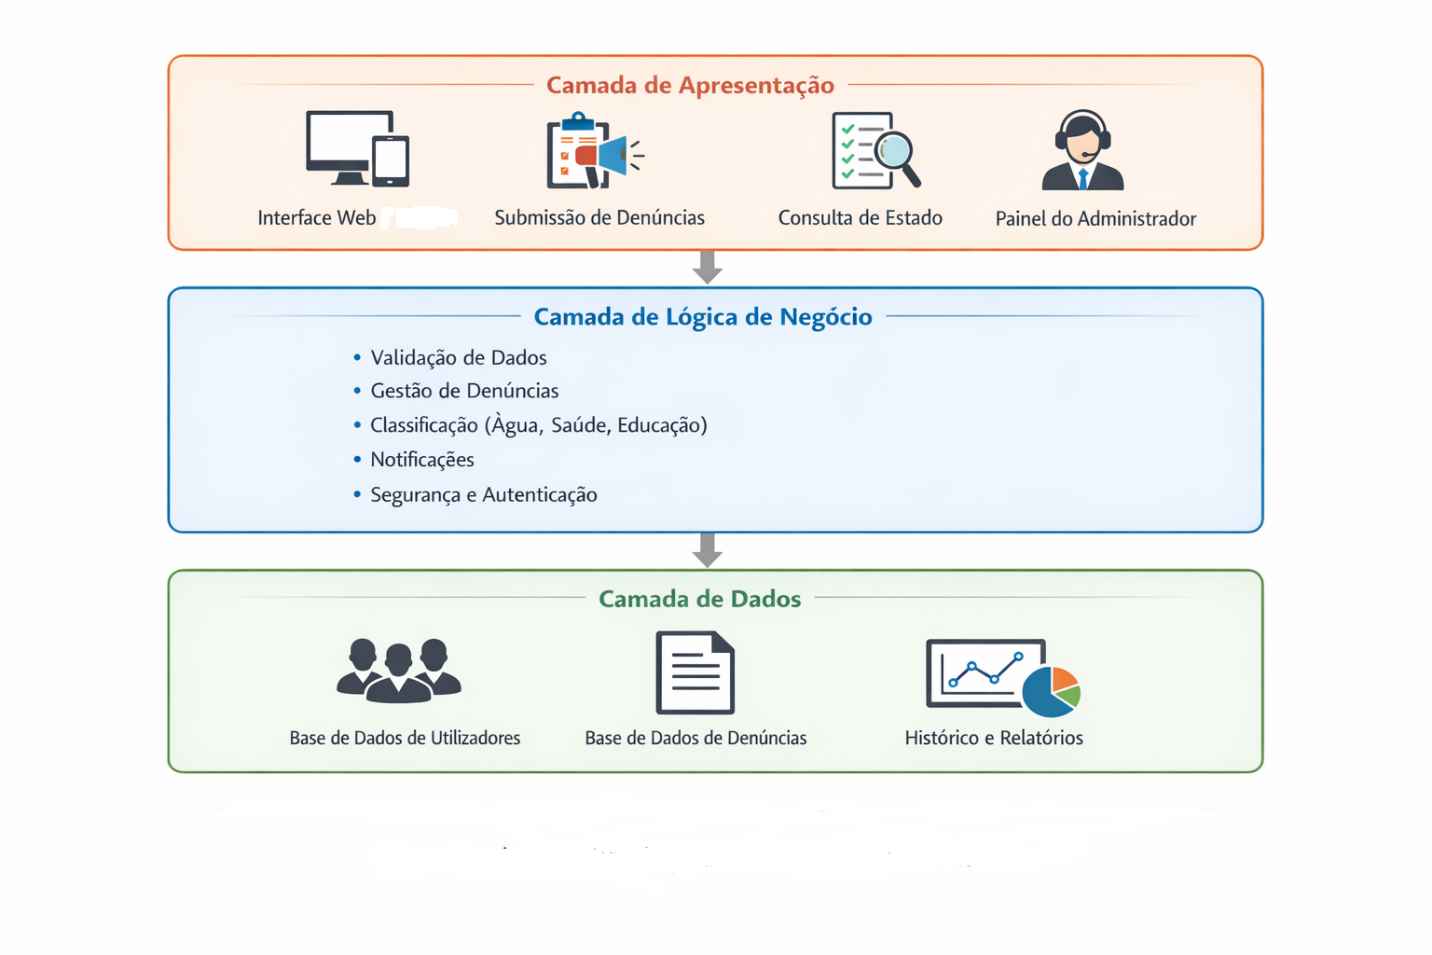 Camada de Apresentação
Interface Web
Submissão de Denúncias
Consulta de Estado
Painel do Administrador
Camada de Lógica de Negócio
• Validação de Dados
• Gestão de Denúncias
• Classificação (Àgua, Saúde, Educação)
• Notificaçẽes
• Segurança e Autenticação
Camada de Dados
Base de Dados de Utilizadores
Base de Dados de Denúncias
Histórico e Relatórios